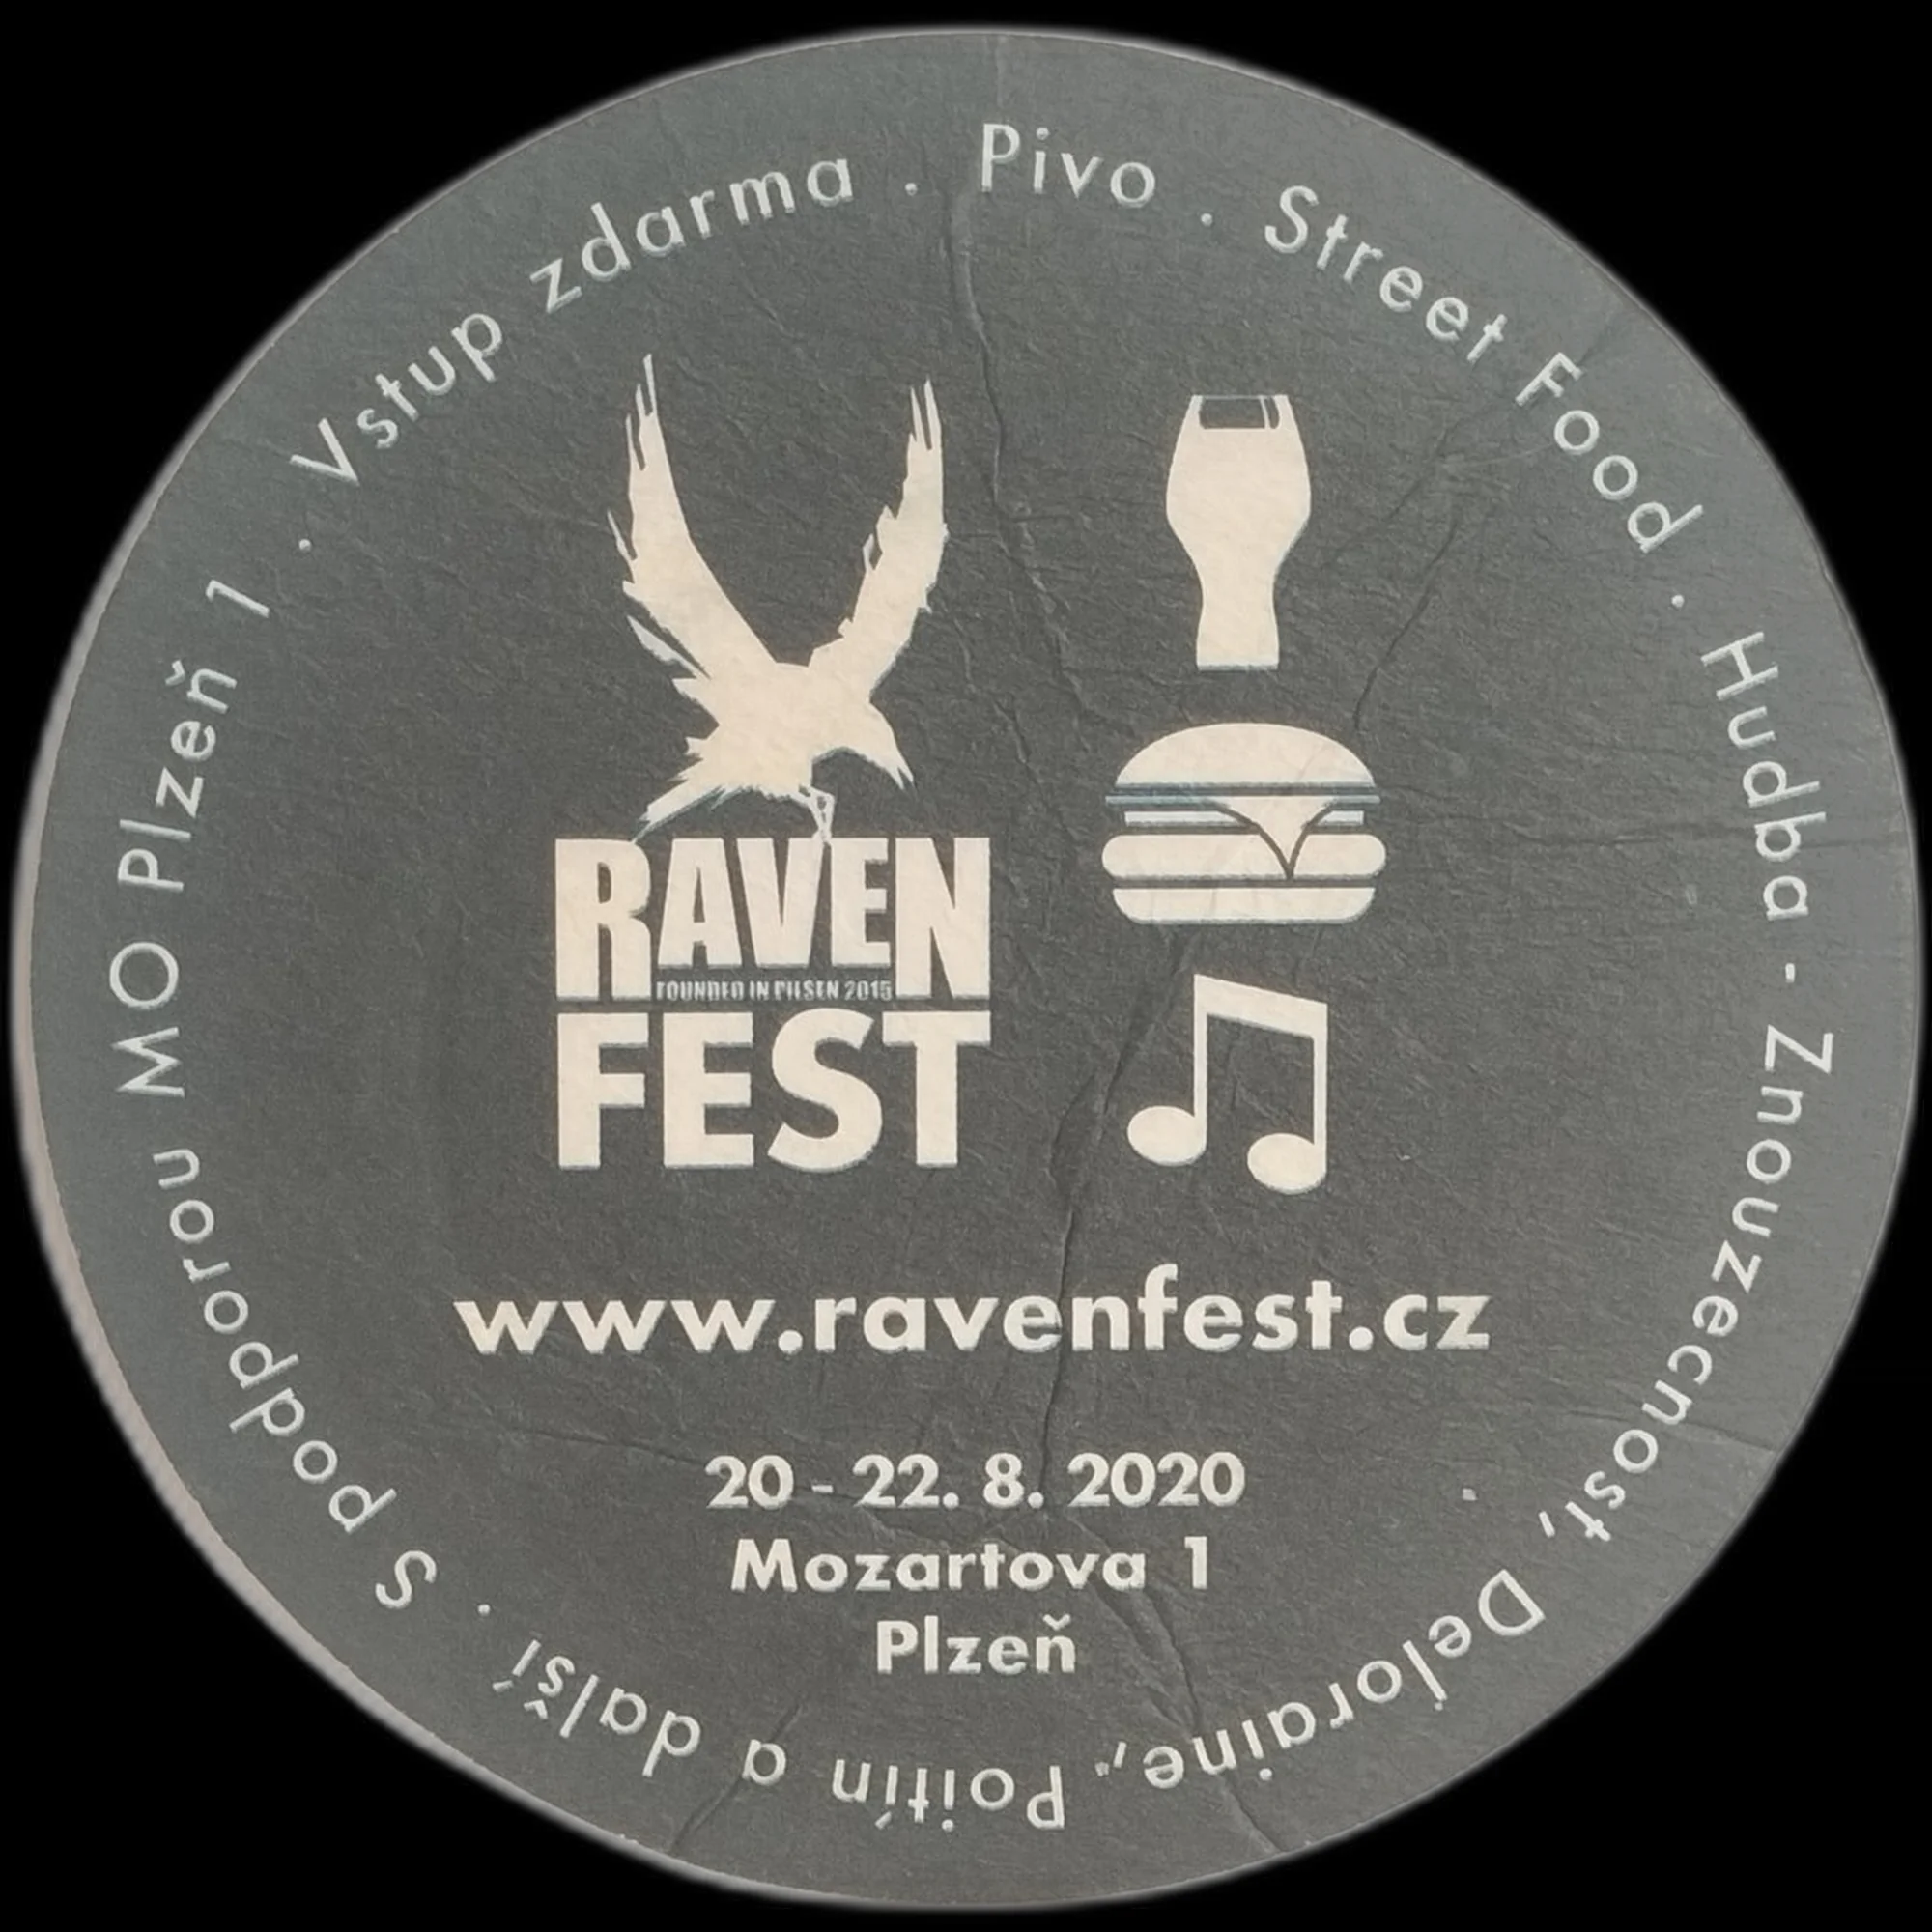 Vstup zdarma . Pivo . Street Food . Hudba - Znouzecnost, Deloraine, Poitín a další . S podporou MO Plzeň 1 .
RAVEN
FOUNDED IN PILSEN 2015
FEST
www.ravenfest.cz
20 - 22. 8. 2020
Mozartova 1
Plzeň